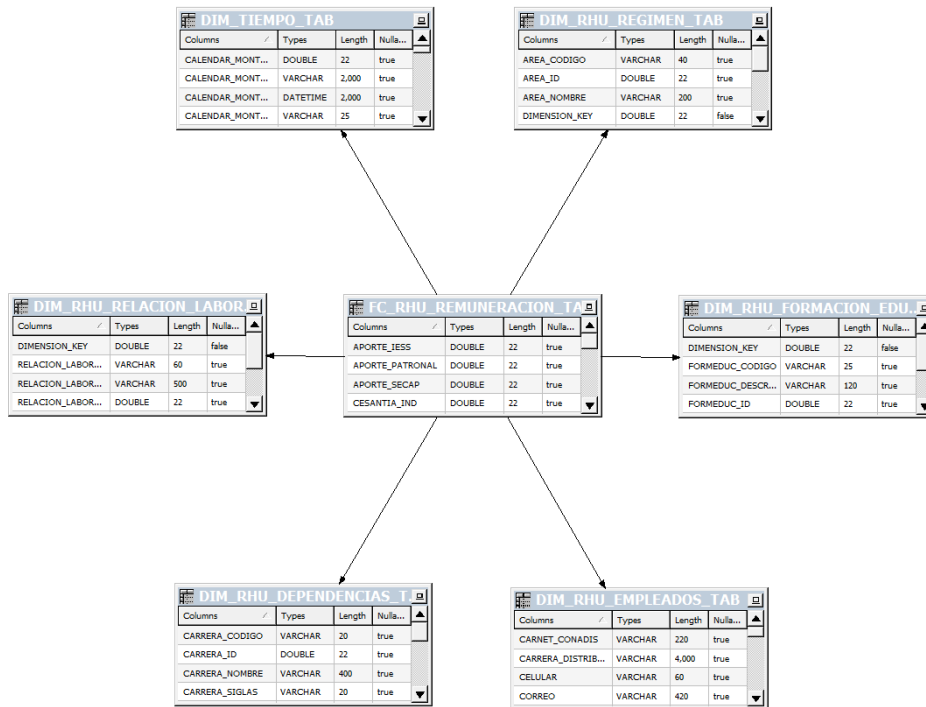 DIM_TIEMPO_TAB
Columns Types Length Nulla...
CALENDAR_MONT... DOUBLE 22 true
CALENDAR_MONT... VARCHAR 2,000 true
CALENDAR_MONT... DATETIME 2,000 true
CALENDAR_MONT... VARCHAR 25 true
DIM_RHU_REGIMEN_TAB
Columns Types Length Nulla...
AREA_CODIGO VARCHAR 40 true
AREA_ID DOUBLE 22 true
AREA_NOMBRE VARCHAR 200 true
DIMENSION_KEY DOUBLE 22 false
DIM_RHU_RELACION_LABOR...
Columns Types Length Nulla...
DIMENSION_KEY DOUBLE 22 false
RELACION_LABOR... VARCHAR 60 true
RELACION_LABOR... VARCHAR 500 true
RELACION_LABOR... DOUBLE 22 true
FC_RHU_REMUNERACION_TA...
Columns Types Length Nulla...
APORTE_IESS DOUBLE 22 true
APORTE_PATRONAL DOUBLE 22 true
APORTE_SECAP DOUBLE 22 true
CESANTIA_IND DOUBLE 22 true
DIM_RHU_FORMACION_EDU...
Columns Types Length Nulla...
DIMENSION_KEY DOUBLE 22 false
FORMEDUC_CODIGO VARCHAR 25 true
FORMEDUC_DESCR... VARCHAR 120 true
FORMEDUC_ID DOUBLE 22 true
DIM_RHU_DEPENDENCIAS_T...
Columns Types Length Nulla...
CARRERA_CODIGO VARCHAR 20 true
CARRERA_ID DOUBLE 22 true
CARRERA_NOMBRE VARCHAR 400 true
CARRERA_SIGLAS VARCHAR 20 true
DIM_RHU_EMPLEADOS_TAB
Columns Types Length Nulla...
CARNET_CONADIS VARCHAR 220 true
CARRERA_DISTRIB... VARCHAR 4,000 true
CELULAR VARCHAR 60 true
CORREO VARCHAR 420 true